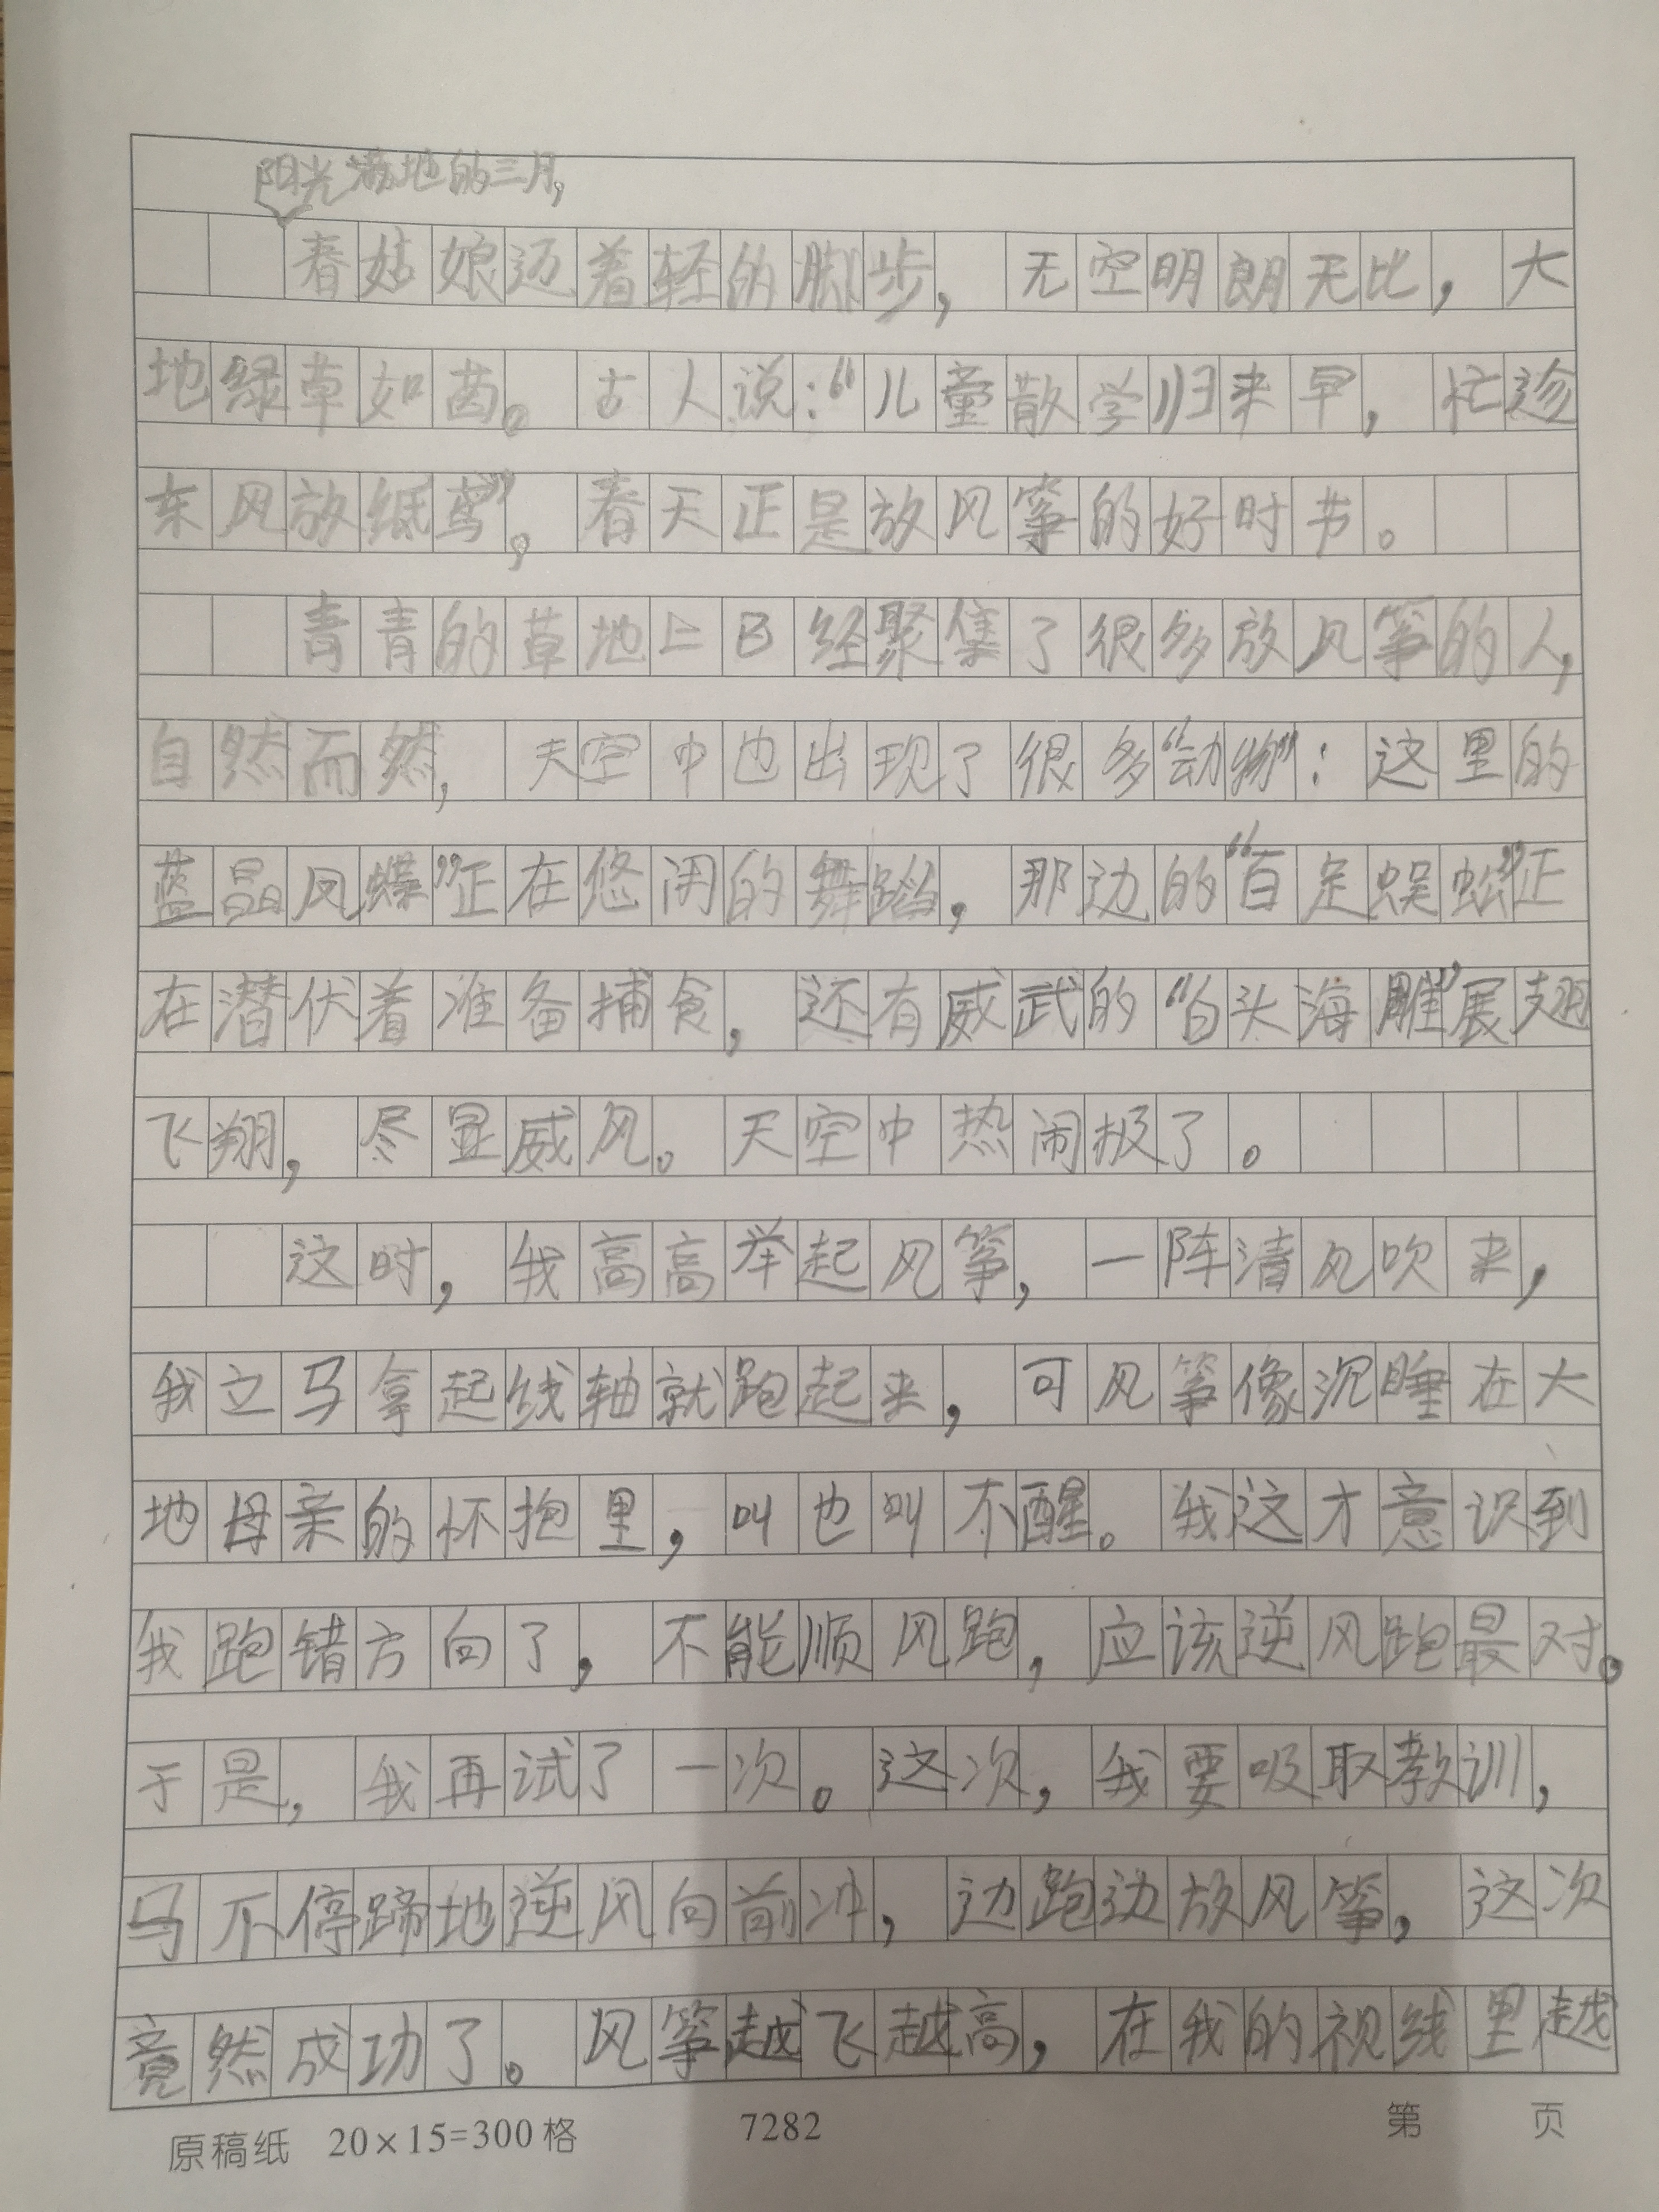 阳光满地的三月,
春姑娘迈着轻的脚步,无空明朗无比,大
地绿草如茵。古人说:“儿童散学归来早,忙趁
东风放纸鸢”,春天正是放风筝的好时节。
青青的草地上已经聚集了很多放风筝的人,
自然而然,天空中也出现了很多“动物”:这里的
蓝晶凤蝶”正在悠闲的舞蹈,那边的“百足蜈蚣”正
在潜伏着准备捕食,还有威武的“白头海雕”展翅
飞翔,尽显威风。天空中热闹极了。
这时,我高高举起风筝,一阵清风吹来,
我立马拿起线轴就跑起来,可风筝像沉睡在大
地母亲的怀抱里,叫也叫不醒。我这才意识到
我跑错方向了,不能顺风跑,应该逆风跑最对。
于是,我再试了一次。这次,我要吸取教训,
马不停蹄地逆风向前冲,边跑边放风筝,这次
竟然成功了。风筝越飞越高,在我的视线里越
原稿纸 20×15=300格 7282 第 页